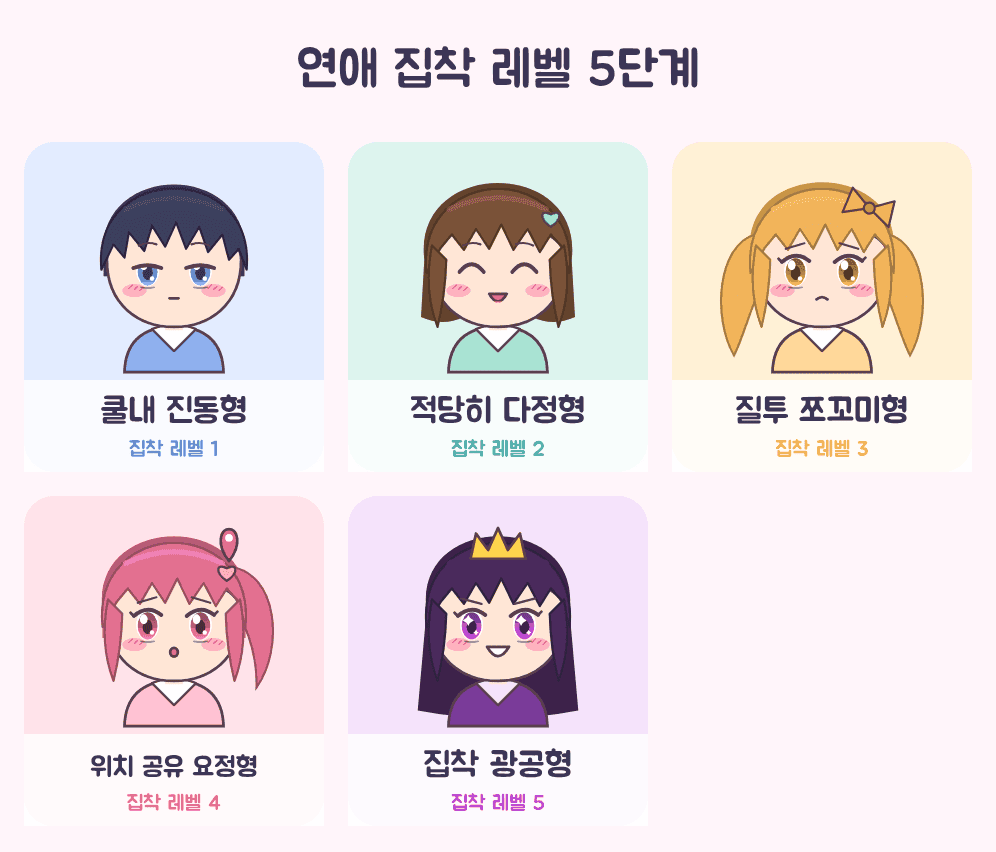 연애 집착 레벨 5단계
쿨내 진동형
집착 레벨 1
적당히 다정형
집착 레벨 2
질투 쪼꼬미형
집착 레벨 3
위치 공유 요정형
집착 레벨 4
집착 광공형
집착 레벨 5